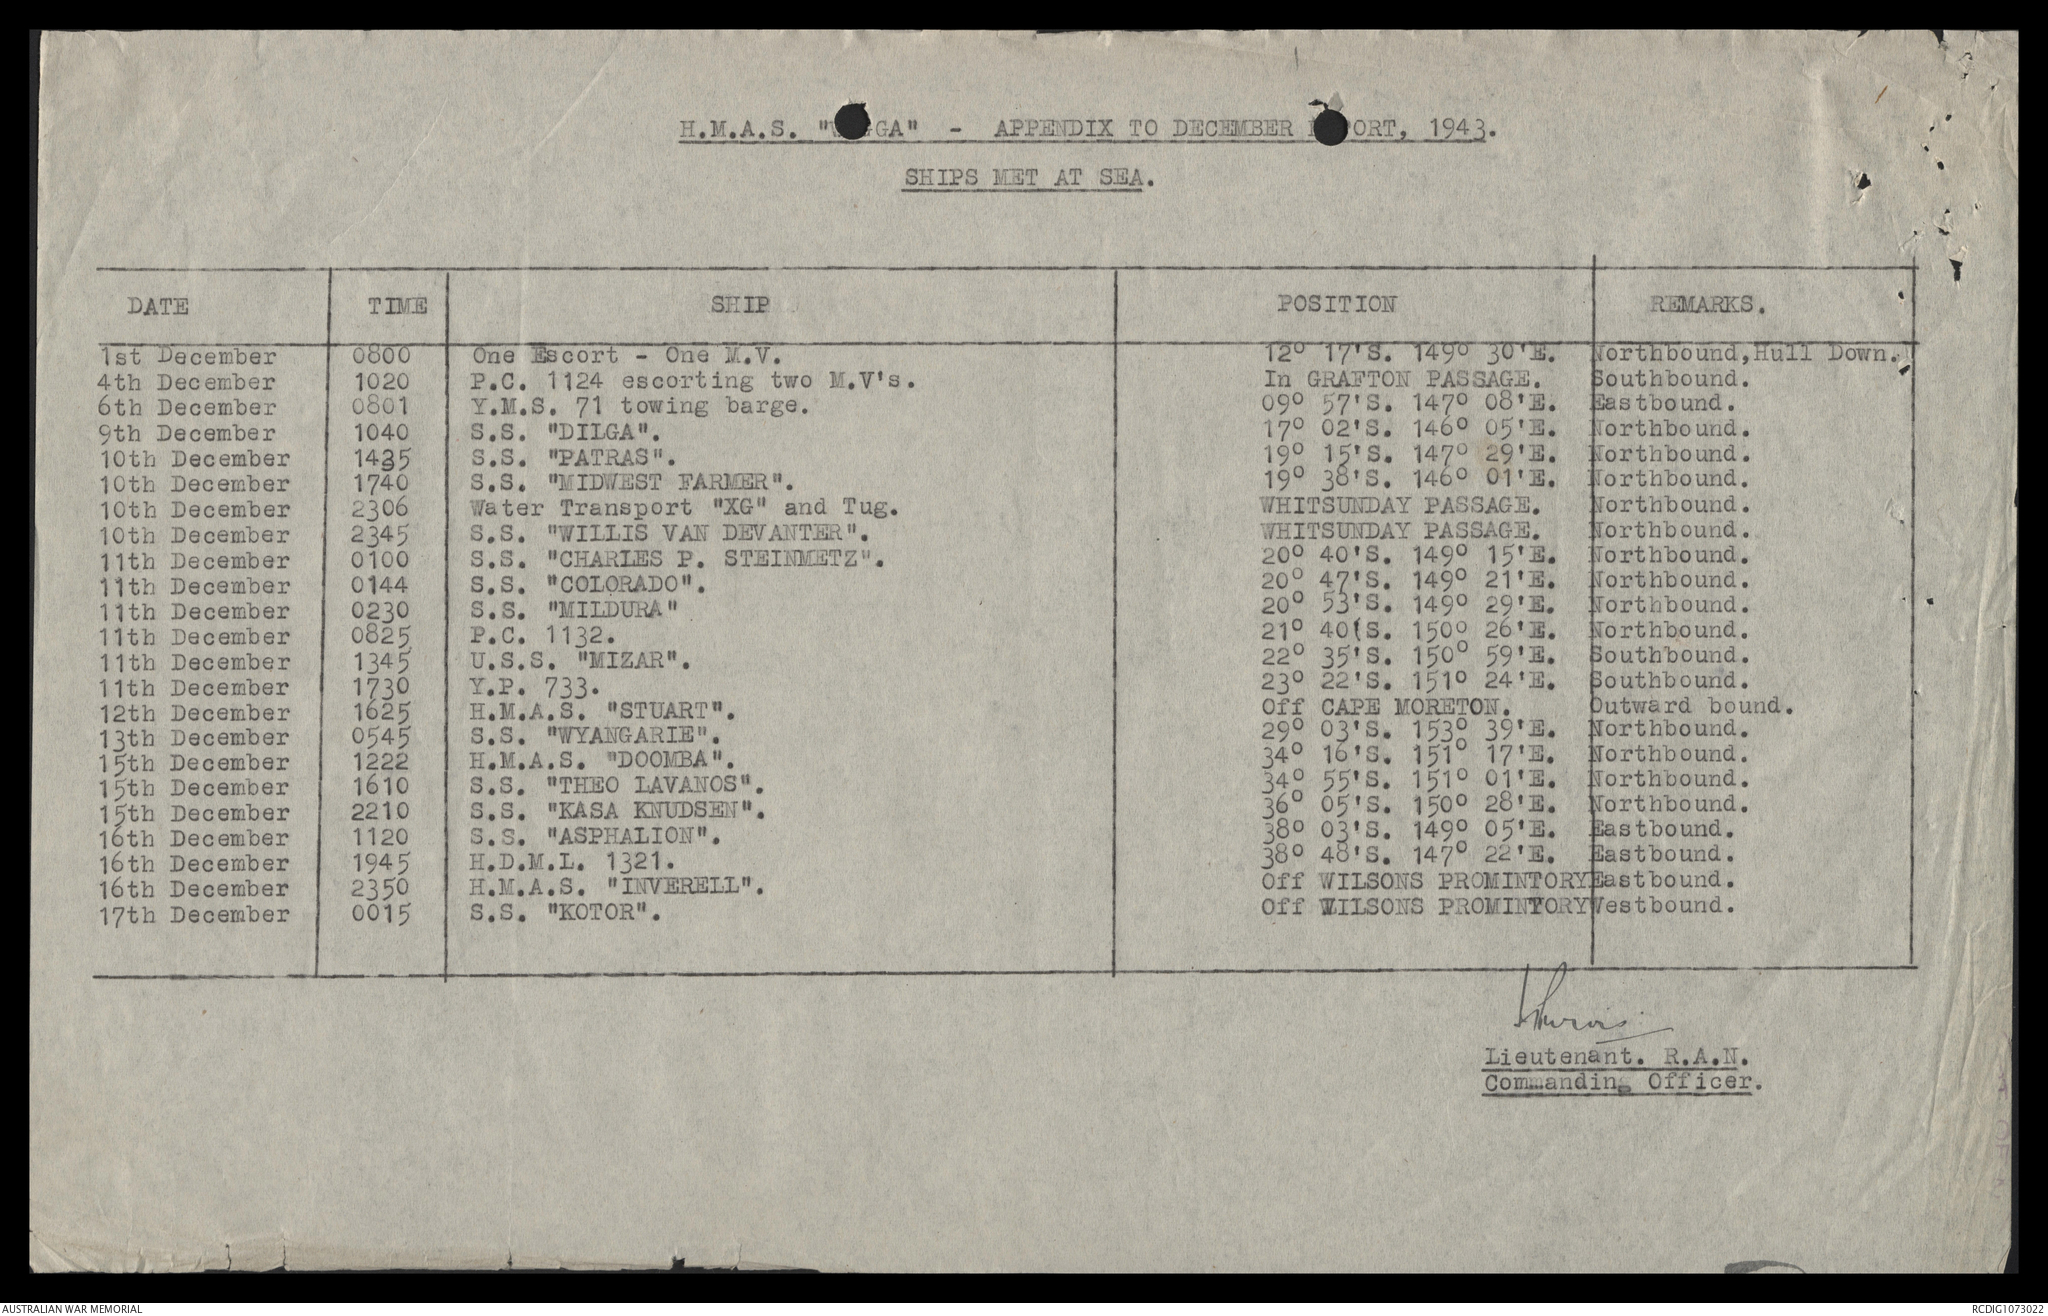 H.M.A.S. "W GGA" - APPENDIX TO DECEMBER ORT, 1943.
SHIPS MET AT SEA.
DATE TIME SHIP POSITION REMARKS.
1st December 0800 One Escort - One M.V. 12° 17'S. 149° 30'E. Northbound,Hull Down.
4th December 1020 P.C. 1124 escorting two M.V's. In GRAFTON PASSAGE. Southbound.
6th December 0801 Y.M.S. 71 towing barge. 09° 57'S. 147° 08'E. Eastbound.
9th December 1040 S.S. "DILGA". 17° 02'S. 146° 05'E. Northbound.
10th December 1435 S.S. "PATRAS". 19° 15'S. 147° 29'E. Northbound.
10th December 1740 S.S. "MIDWEST FARMER". 19° 38'S. 146° 01'E. Northbound.
10th December 2306 Water Transport "XG" and Tug. WHITSUNDAY PASSAGE. Northbound.
10th December 2345 S.S. "WILLIS VAN DEVANTER". WHITSUNDAY PASSAGE. Northbound.
11th December 0100 S.S. "CHARLES P. STEINMETZ". 20° 40'S. 149° 15'E. Northbound.
11th December 0144 S.S. "COLORADO". 20° 47'S. 149° 21'E. Northbound.
11th December 0230 S.S. "MILDURA" 20° 53'S. 149° 29'E. Northbound.
11th December 0825 P.C. 1132. 21° 40(S. 150° 26'E. Northbound.
11th December 1345 U.S.S. "MIZAR". 22° 35'S. 150° 59'E. Southbound.
11th December 1730 Y.P. 733. 23° 22'S. 151° 24'E. Southbound.
12th December 1625 H.M.A.S. "STUART". Off CAPE MORETON. Outward bound.
13th December 0545 S.S. "WYANGARIE". 29° 03'S. 153° 39'E. Northbound.
15th December 1222 H.M.A.S. "DOOMBA". 34° 16'S. 151° 17'E. Northbound.
15th December 1610 S.S. "THEO LAVANOS". 34° 55'S. 151° 01'E. Northbound.
15th December 2210 S.S. "KASA KNUDSEN". 36° 05'S. 150° 28'E. Northbound.
16th December 1120 S.S. "ASPHALION". 38° 03'S. 149° 05'E. Eastbound.
16th December 1945 H.D.M.L. 1321. 38° 48'S. 147° 22'E. Eastbound.
16th December 2350 H.M.A.S. "INVERELL". Off WILSONS PROMINTORY Eastbound.
17th December 0015 S.S. "KOTOR". Off WILSONS PROMINTORY Westbound.
Lieutenant. R.A.N.
Commanding Officer.
AUSTRALIAN WAR MEMORIAL
RCDIG1073022